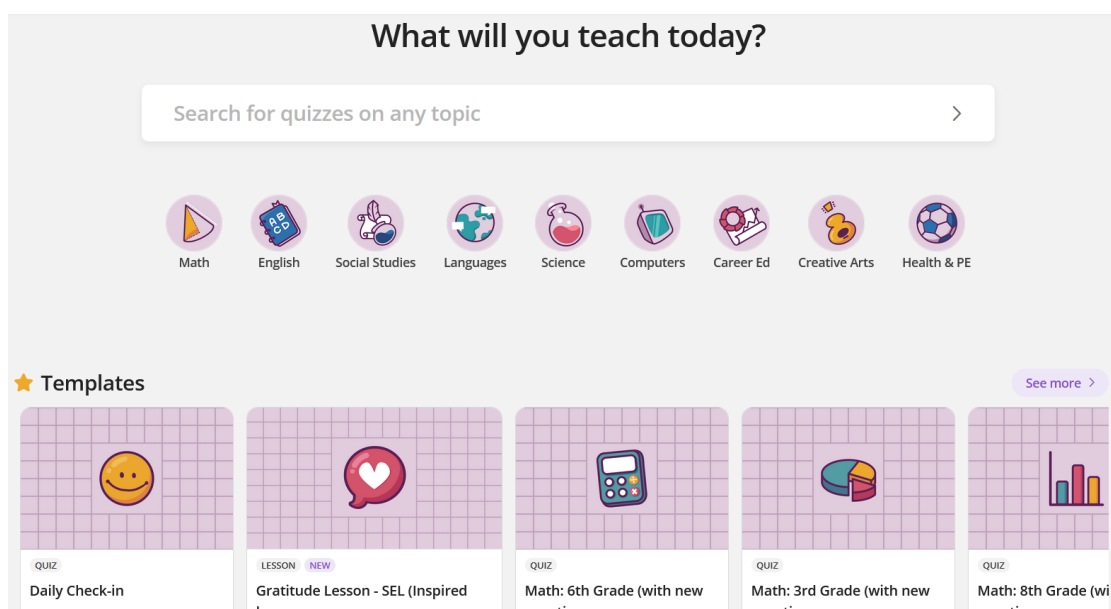 What will you teach today?
Search for quizzes on any topic
Math English Social Studies Languages Science Computers Career Ed Creative Arts Health & PE
Templates
See more
QUIZ
Daily Check-in
LESSON NEW
Gratitude Lesson - SEL (Inspired
QUIZ
Math: 6th Grade (with new
QUIZ
Math: 3rd Grade (with new
QUIZ
Math: 8th Grade